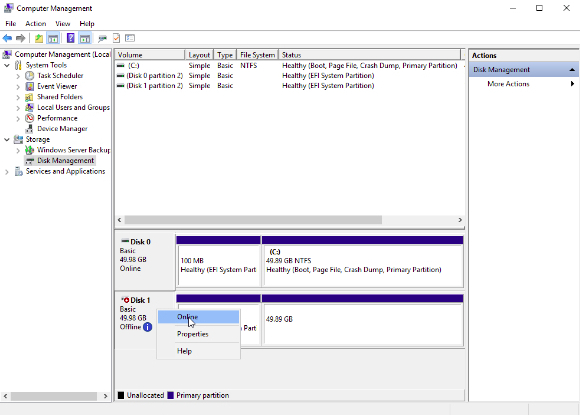 Computer Management
File Action View Help
Computer Management (Local
System Tools
Task Scheduler
Event Viewer
Shared Folders
Local Users and Groups
Performance
Device Manager
Storage
Windows Server Backup
Disk Management
Services and Applications
Volume Layout Type File System Status
(C:) Simple Basic NTFS Healthy (Boot, Page File, Crash Dump, Primary Partition)
(Disk 0 partition 2) Simple Basic Healthy (EFI System Partition)
(Disk 1 partition 2) Simple Basic Healthy (EFI System Partition)
Actions
Disk Management
More Actions
Disk 0
Basic
49.98 GB
Online
100 MB
Healthy (EFI System Part
(C:)
49.89 GB NTFS
Healthy (Boot, Page File, Crash Dump, Primary Partition)
Disk 1
Basic
49.98 GB
Offline
Part
49.89 GB
Online
Properties
Help
Unallocated Primary partition